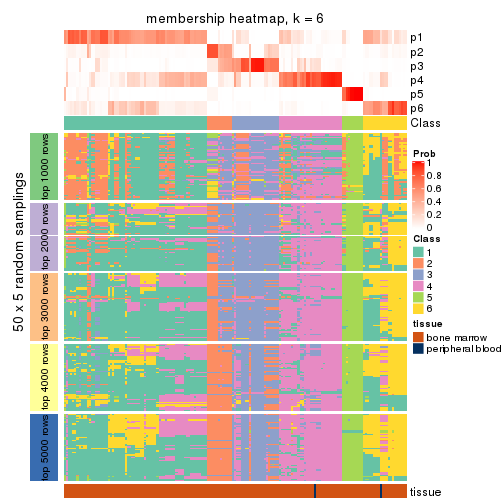 membership heatmap, k = 6
p1
p2
p3
p4
p5
p6
Class
50 x 5 random samplings
top 1000 rows
top 2000 rows
top 3000 rows
top 4000 rows
top 5000 rows
Prob
1
0.8
0.6
0.4
0.2
0
Class
1
2
3
4
5
6
tissue
bone marrow
peripheral blood
tissue